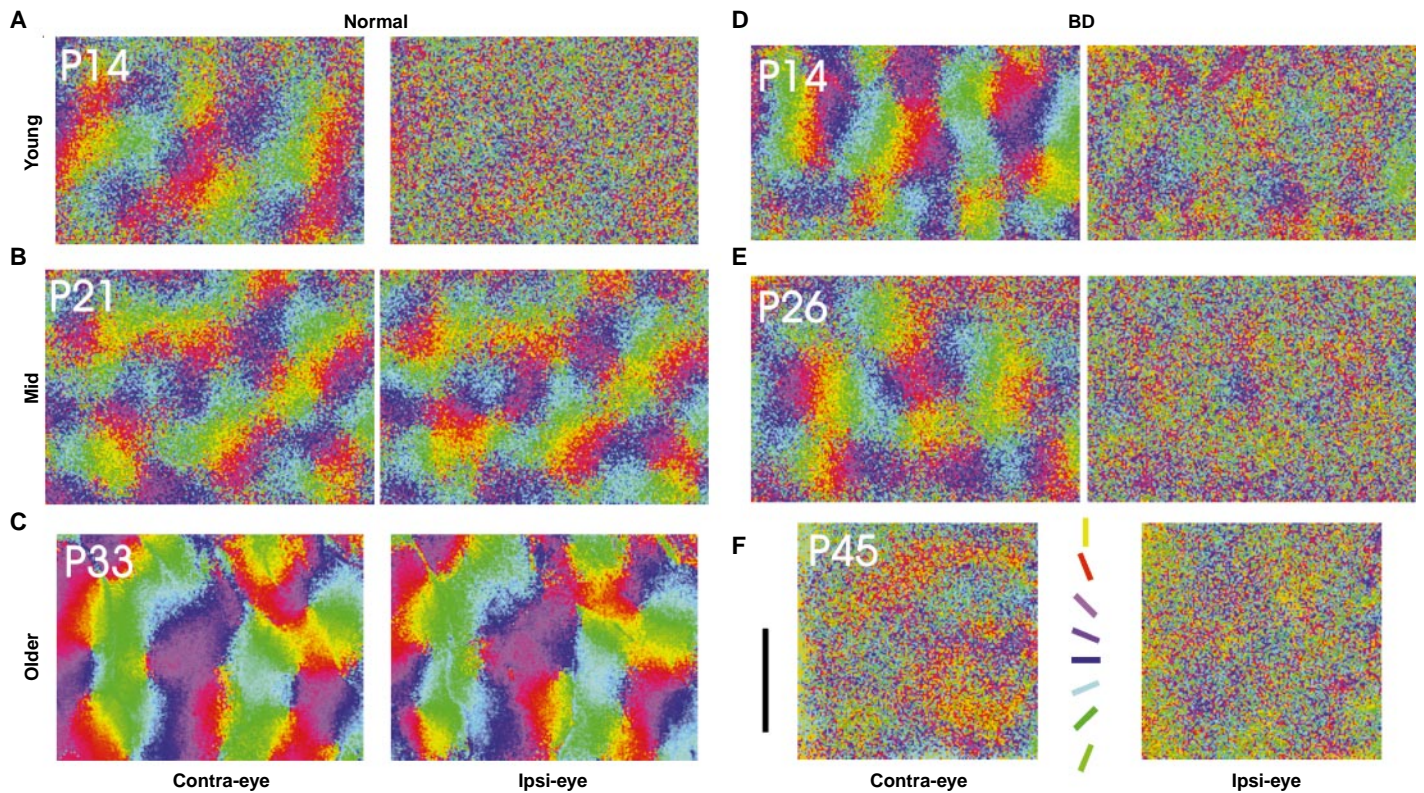 A
Normal
D
BD
P14
P14
Young
B
E
P21
P26
Mid
C
F
P33
P45
Older
Contra-eye
Ipsi-eye
Contra-eye
Ipsi-eye